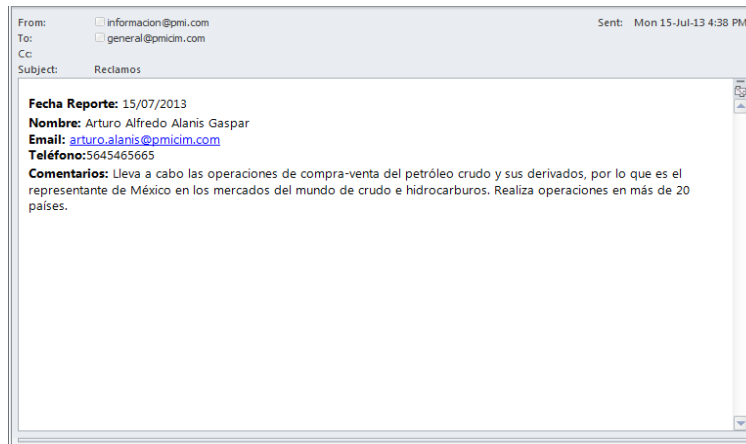 From: informacion@pmi.com Sent: Mon 15-Jul-13 4:38 PM
To: general@pmicim.com
Cc:
Subject: Reclamos
Fecha Reporte: 15/07/2013
Nombre: Arturo Alfredo Alanis Gaspar
Email: arturo.alanis@pmicim.com
Teléfono:5645465665
Comentarios: Lleva a cabo las operaciones de compra-venta del petróleo crudo y sus derivados, por lo que es el
representante de México en los mercados del mundo de crudo e hidrocarburos. Realiza operaciones en más de 20
países.